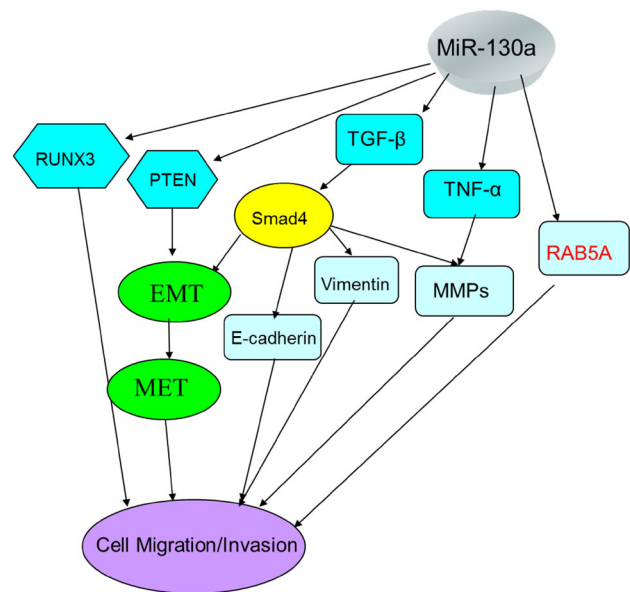 MiR-130a
TGF-β
RUNX3
PTEN
TNF-α
Smad4
RAB5A
EMT
Vimentin
MMPs
E-cadherin
MET
Cell Migration/Invasion